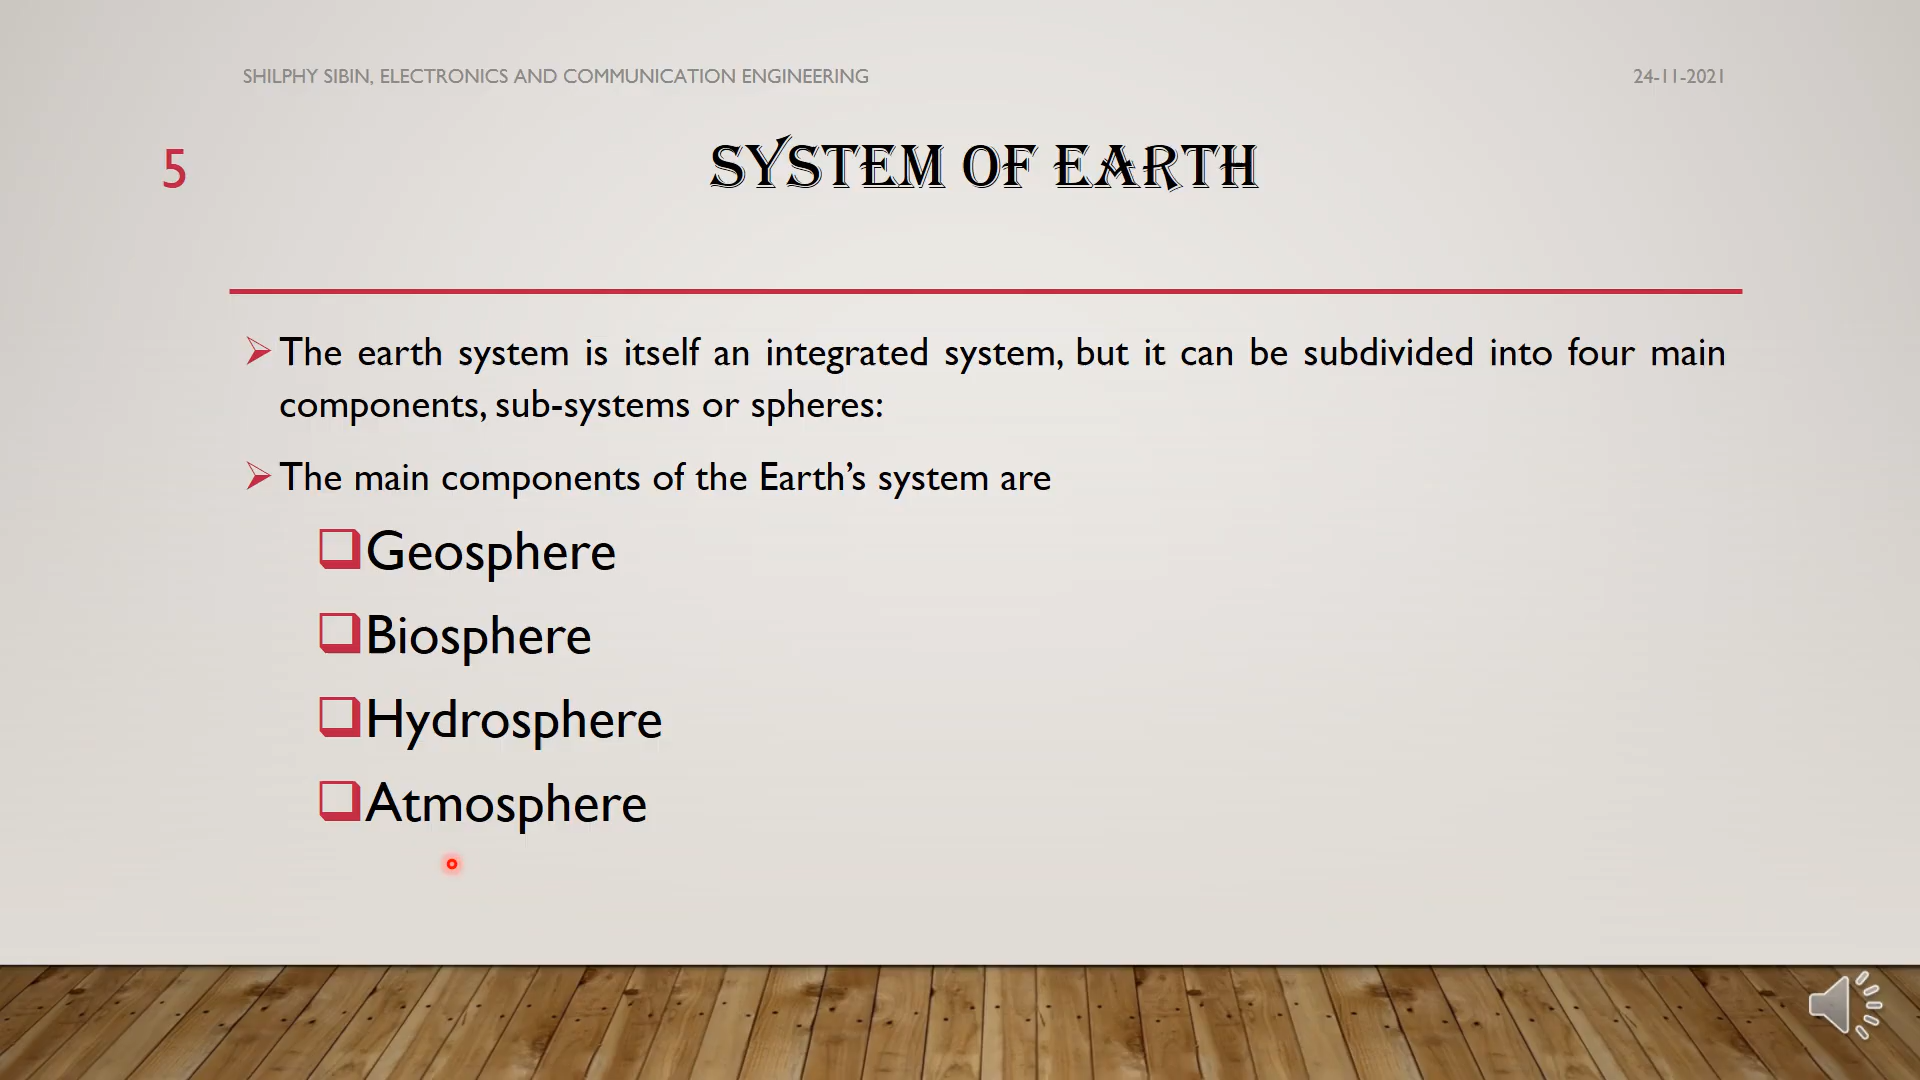 SHILPHY SIBIN, ELECTRONICS AND COMMUNICATION ENGINEERING
24-11-2021
5
SYSTEM OF EARTH
The earth system is itself an integrated system, but it can be subdivided into four main
components, sub-systems or spheres:
The main components of the Earth's system are
Geosphere
Biosphere
Hydrosphere
Atmosphere